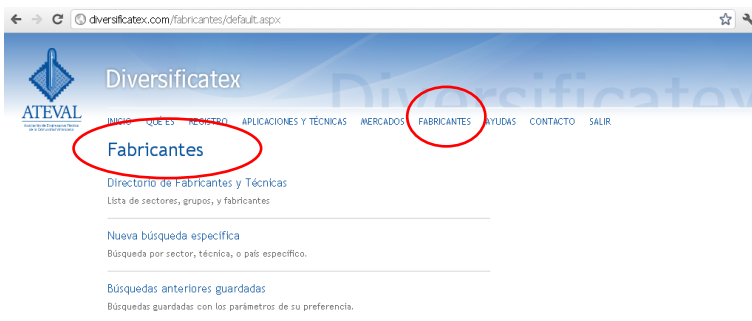 diversificatex.com/fabricantes/default.aspx
Diversificatex
Diversificatex
ATEVAL
INICIO QUÉ ES REGISTRO APLICACIONES Y TÉCNICAS MERCADOS FABRICANTES AYUDAS CONTACTO SALIR
Fabricantes
Directorio de Fabricantes y Técnicas
Lista de sectores, grupos, y fabricantes
Nueva búsqueda específica
Búsqueda por sector, técnica, o país específico.
Búsquedas anteriores guardadas
Búsquedas guardadas con los parámetros de su preferencia.